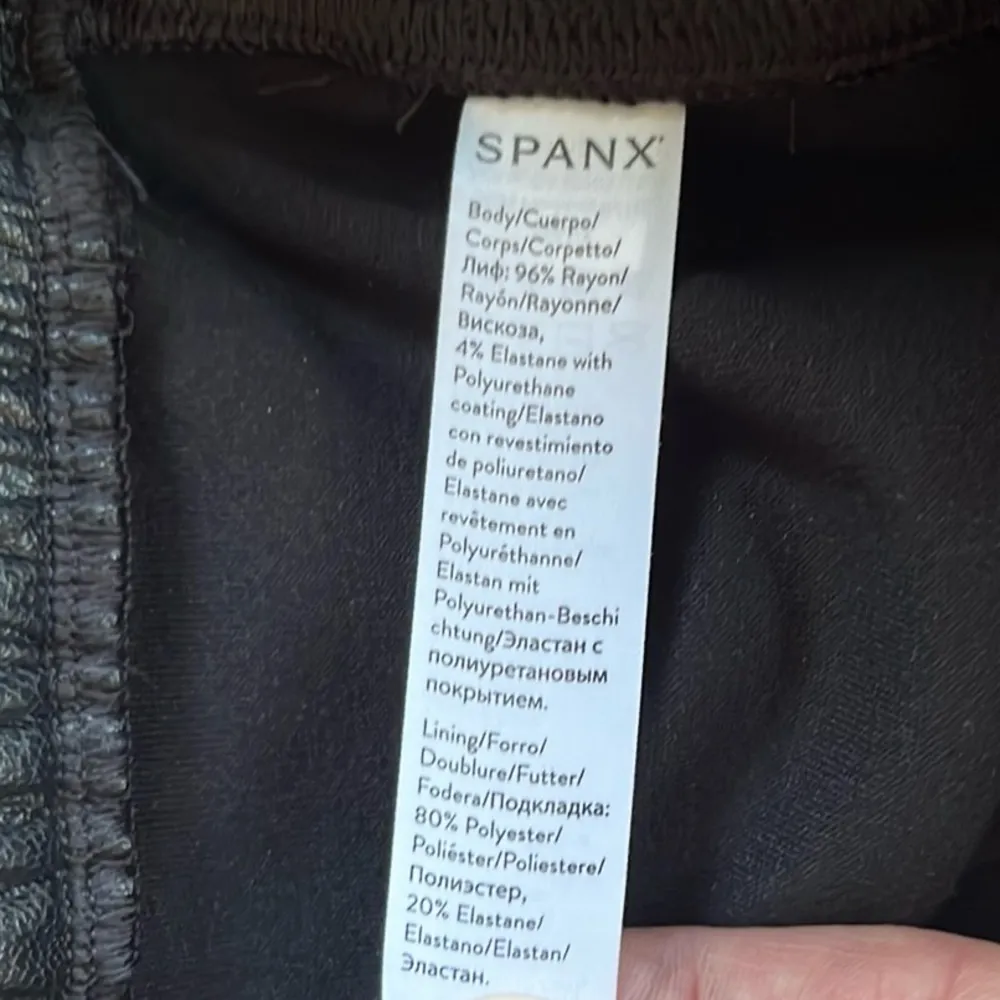 SPANX
Body/Cuerpo/
Corps/Corpetto/
Лиф: 96% Rayon/
Rayón/Rayonne/
Вискоза,
4% Elastane with
Polyurethane
coating/Elastano
con revestimiento
de poliuretano/
Elastane avec
revêtement en
Polyuréthanne/
Elastan mit
Polyurethan-Beschi
chtung/Эластан с
полиуретановым
покрытием.
Lining/Forro/
Doublure/Futter/
Fodera/Подкладка:
80% Polyester/
Poliéster/Poliestere/
Полиэстер,
20% Elastane/
Elastano/Elastan/
Эластан.